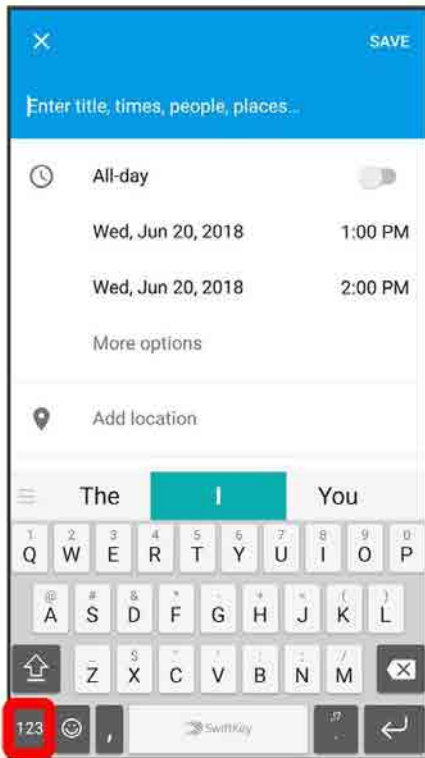 SAVE
Enter title, times, people, places...
All-day
Wed, Jun 20, 2018 1:00 PM
Wed, Jun 20, 2018 2:00 PM
More options
Add location
The I You
1 2 3 4 5 6 7 8 9 0
Q W E R T Y U I O P
@ # & * - + = ( )
A S D F G H J K L
Z X C V B N M
123 , SwiftKey .